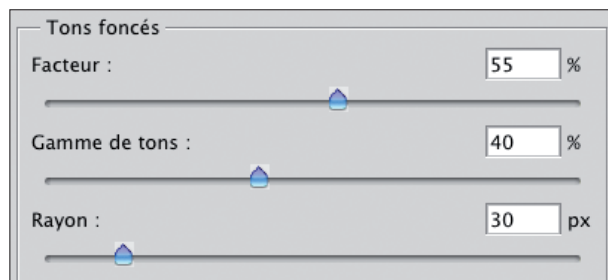 Tons foncés
Facteur : 55 %
Gamme de tons : 40 %
Rayon : 30 px